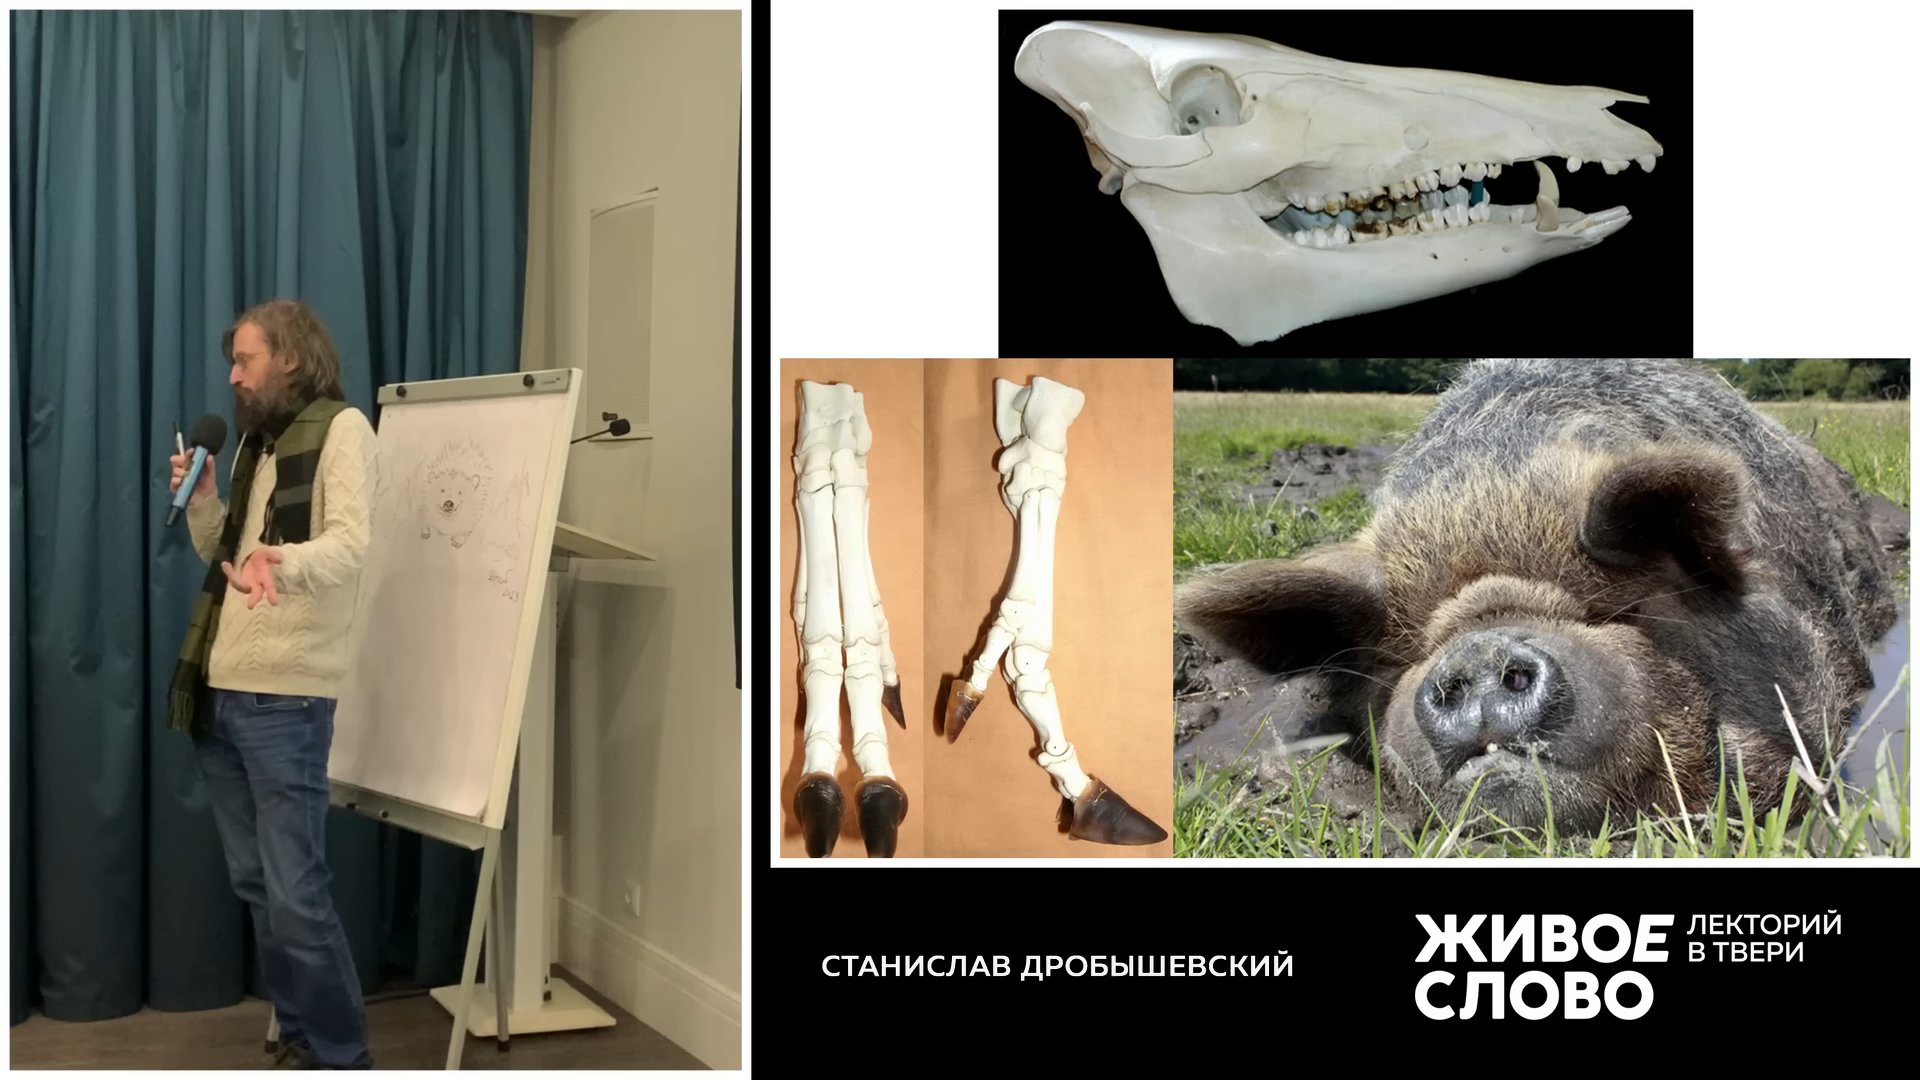 СТАНИСЛАВ ДРОБЫШЕВСКИЙ
ЖИВОЕ
СЛОВО
ЛЕКТОРИЙ
В ТВЕРИ